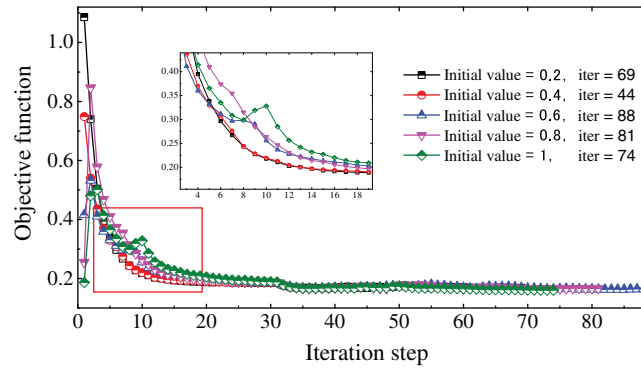 Objective function
1.0
0.8
0.6
0.4
0.2
0 10 20 30 40 50 60 70 80
Iteration step
0.40
0.35
0.30
0.25
0.20
4 6 8 10 12 14 16 18
Initial value = 0.2, iter = 69
Initial value = 0.4, iter = 44
Initial value = 0.6, iter = 88
Initial value = 0.8, iter = 81
Initial value = 1, iter = 74